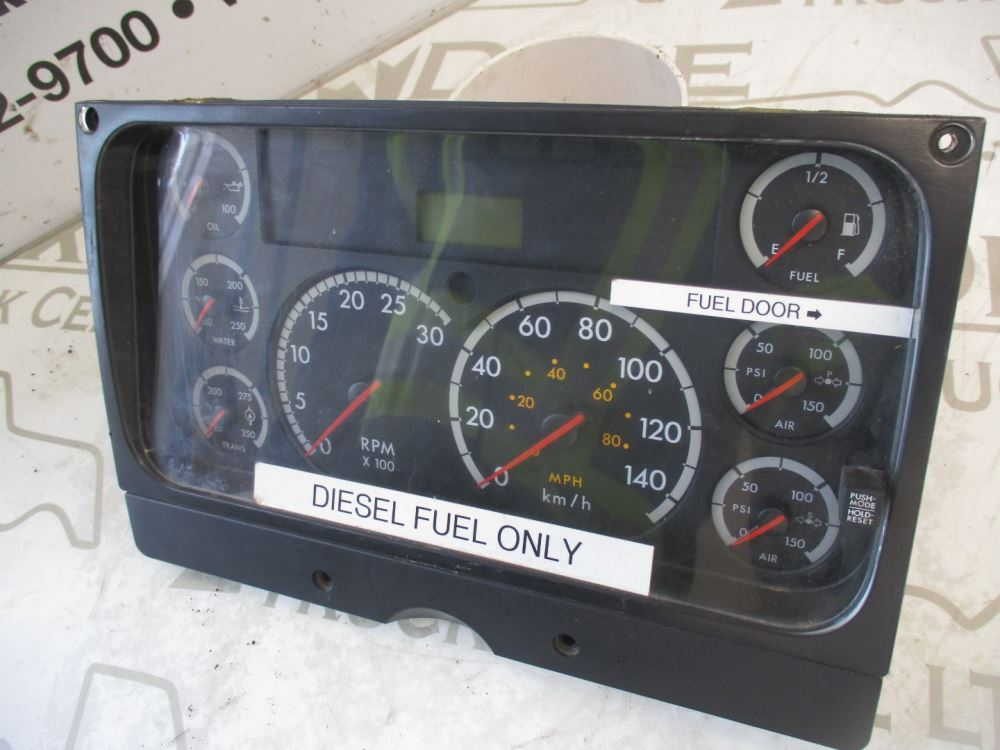 2-9700
100
OIL
150 200
250
WATER
200 275
350
TRANS
0 5 10 15 20 25 30
RPM
X 100
0 20 40 60 80 100 120 140
20 40 60 80
MPH
km/h
1/2
E F
FUEL
FUEL DOOR
50 100
PSI P
0 150
AIR
50 100
PSI S
0 150
AIR
PUSH-
MODE
HOLD-
RESET
DIESEL FUEL ONLY